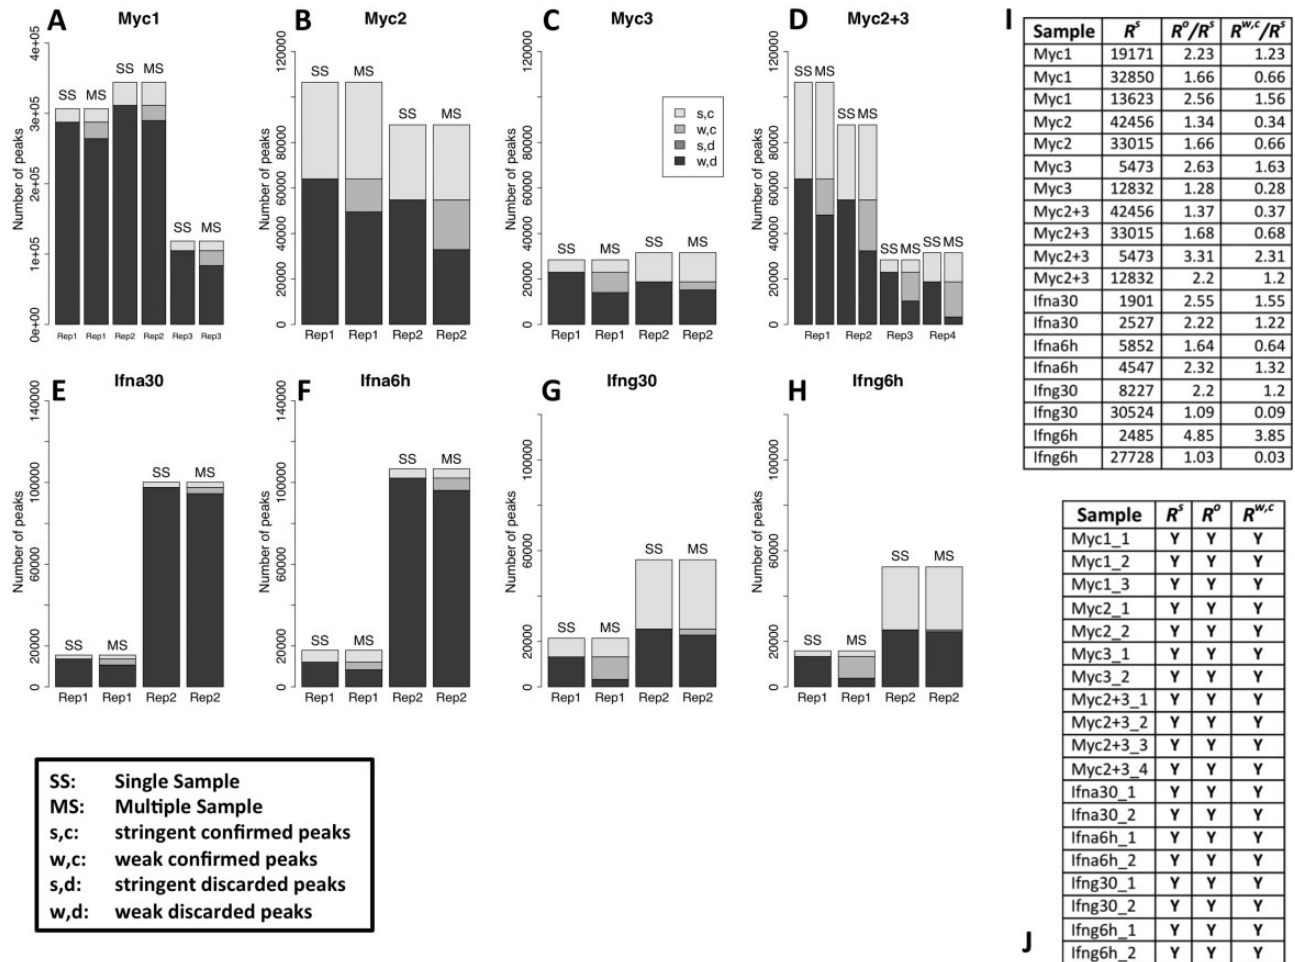 A Myc1
4e+05
3e+05
2e+05
1e+05
0e+00
Number of peaks
SS MS SS MS SS MS
Rep1 Rep1 Rep2 Rep2 Rep3 Rep3
B Myc2
120000
80000
60000
40000
20000
0
Number of peaks
SS MS SS MS
Rep1 Rep1 Rep2 Rep2
C Myc3
120000
80000
60000
40000
20000
0
Number of peaks
SS MS SS MS
s,c
w,c
s,d
w,d
Rep1 Rep1 Rep2 Rep2
D Myc2+3
120000
80000
60000
40000
20000
0
Number of peaks
SS MS SS MS SS MS SS MS
Rep1 Rep2 Rep3 Rep4
E Ifna30
140000
100000
60000
20000
0
Number of peaks
SS MS SS MS
Rep1 Rep1 Rep2 Rep2
F Ifna6h
140000
100000
60000
20000
0
Number of peaks
SS MS SS MS
Rep1 Rep1 Rep2 Rep2
G Ifng30
100000
60000
20000
0
Number of peaks
SS MS SS MS
Rep1 Rep1 Rep2 Rep2
H Ifng6h
100000
60000
20000
0
Number of peaks
SS MS SS MS
Rep1 Rep1 Rep2 Rep2
SS: Single Sample
MS: Multiple Sample
s,c: stringent confirmed peaks
w,c: weak confirmed peaks
s,d: stringent discarded peaks
w,d: weak discarded peaks
I
Sample R^s R^o/R^s R^w,c/R^s
Myc1 19171 2.23 1.23
Myc1 32850 1.66 0.66
Myc1 13623 2.56 1.56
Myc2 42456 1.34 0.34
Myc2 33015 1.66 0.66
Myc3 5473 2.63 1.63
Myc3 12832 1.28 0.28
Myc2+3 42456 1.37 0.37
Myc2+3 33015 1.68 0.68
Myc2+3 5473 3.31 2.31
Myc2+3 12832 2.2 1.2
Ifna30 1901 2.55 1.55
Ifna30 2527 2.22 1.22
Ifna6h 5852 1.64 0.64
Ifna6h 4547 2.32 1.32
Ifng30 8227 2.2 1.2
Ifng30 30524 1.09 0.09
Ifng6h 2485 4.85 3.85
Ifng6h 27728 1.03 0.03
J
Sample R^s R^o R^w,c
Myc1_1 Y Y Y
Myc1_2 Y Y Y
Myc1_3 Y Y Y
Myc2_1 Y Y Y
Myc2_2 Y Y Y
Myc3_1 Y Y Y
Myc3_2 Y Y Y
Myc2+3_1 Y Y Y
Myc2+3_2 Y Y Y
Myc2+3_3 Y Y Y
Myc2+3_4 Y Y Y
Ifna30_1 Y Y Y
Ifna30_2 Y Y Y
Ifna6h_1 Y Y Y
Ifna6h_2 Y Y Y
Ifng30_1 Y Y Y
Ifng30_2 Y Y Y
Ifng6h_1 Y Y Y
Ifng6h_2 Y Y Y